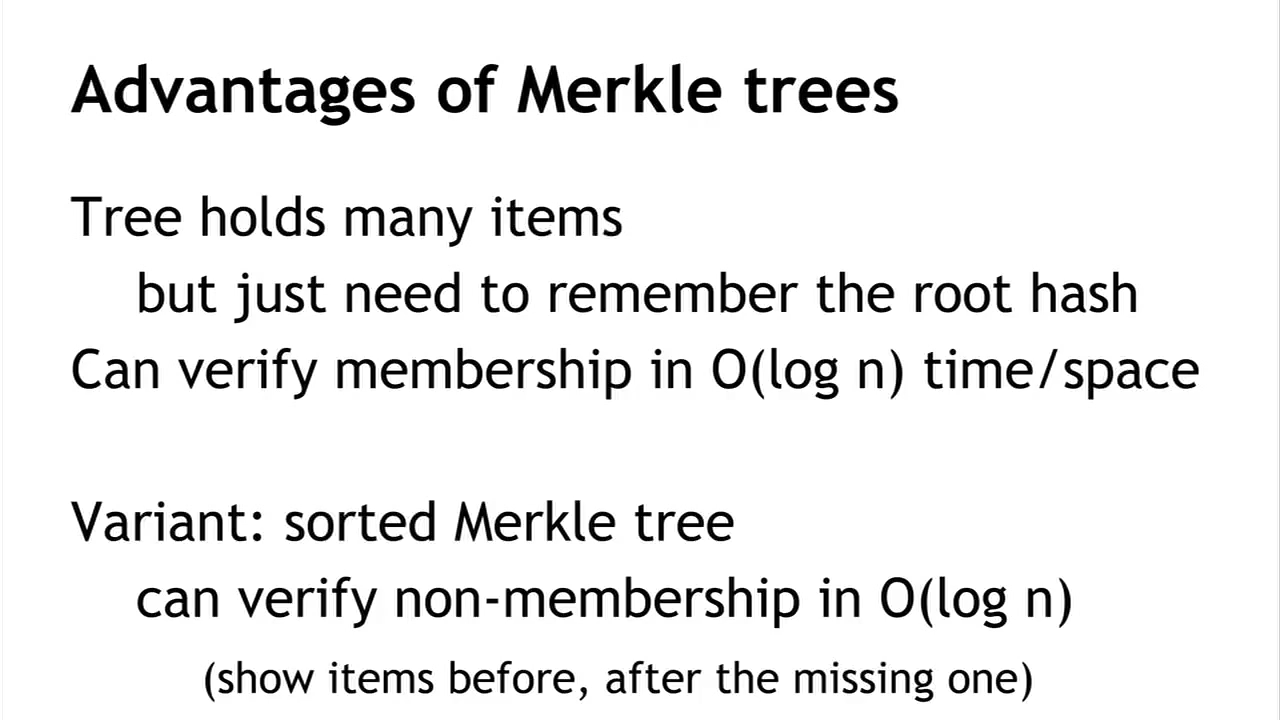 Advantages of Merkle trees
Tree holds many items
but just need to remember the root hash
Can verify membership in O(log n) time/space
Variant: sorted Merkle tree
can verify non-membership in O(log n)
(show items before, after the missing one)